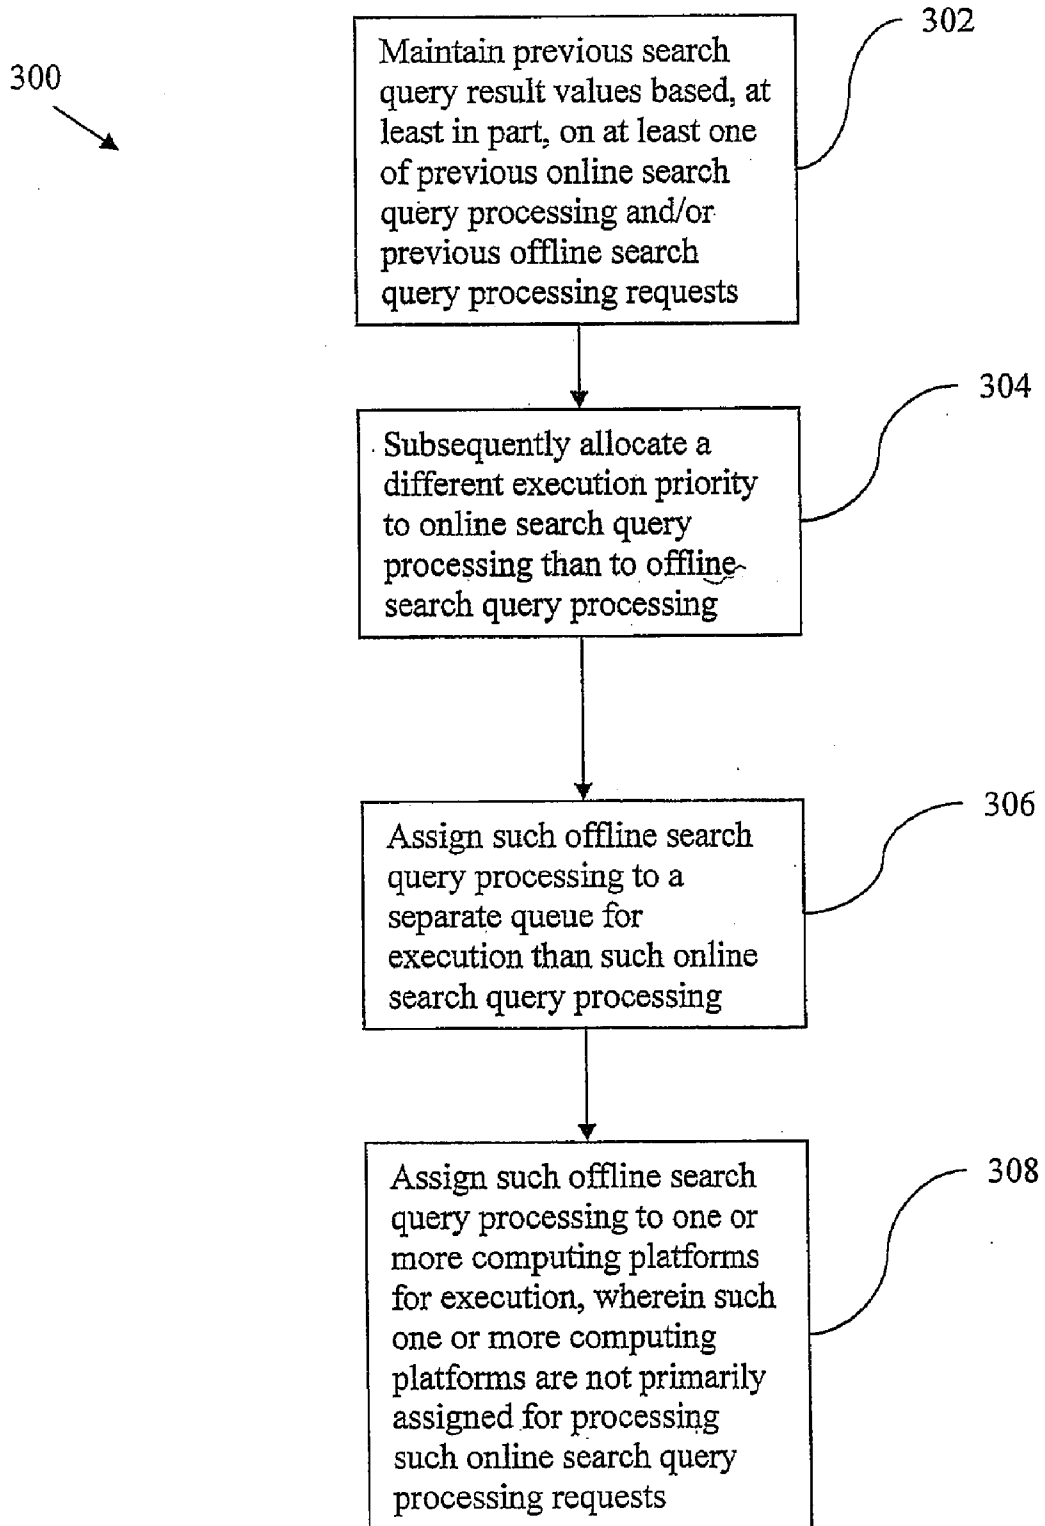 302
300
Maintain previous search
query result values based, at
least in part, on at least one
of previous online search
query processing and/or
previous offline search
query processing requests
304
Subsequently allocate a
different execution priority
to online search query
processing than to offline
search query processing
306
Assign such offline search
query processing to a
separate queue for
execution than such online
search query processing
308
Assign such offline search
query processing to one or
more computing platforms
for execution, wherein such
one or more computing
platforms are not primarily
assigned for processing
such online search query
processing requests